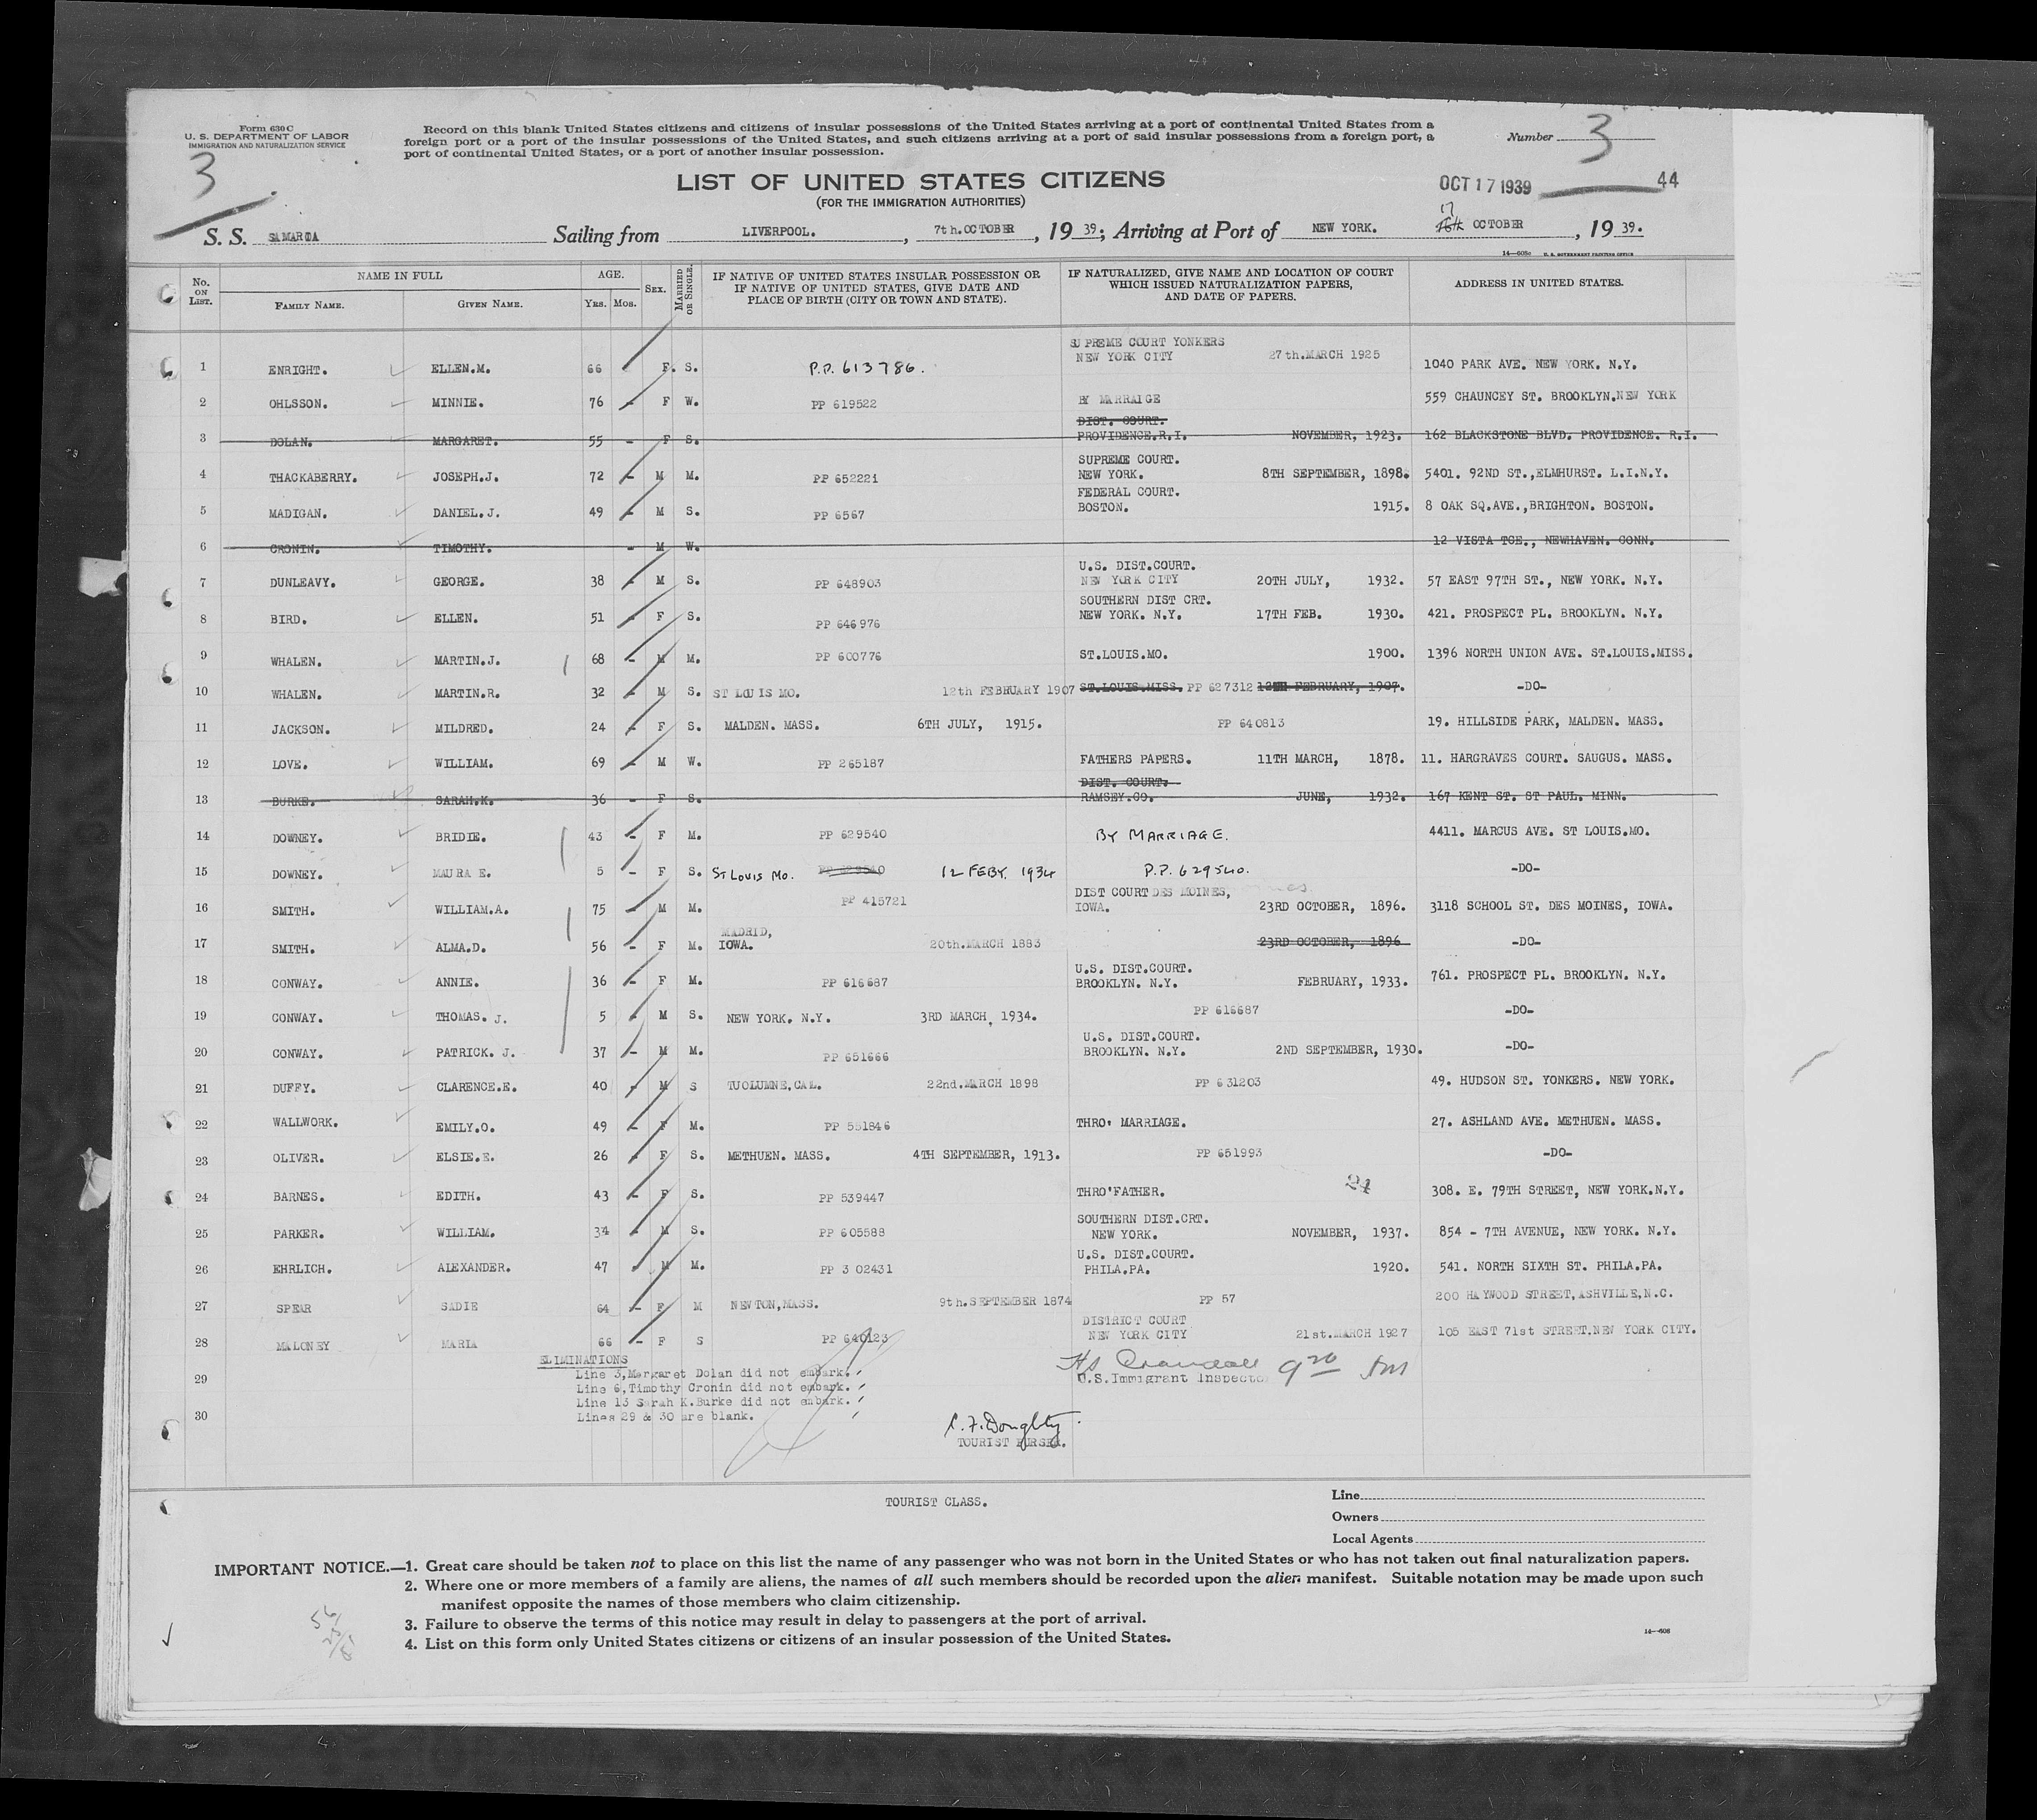 Form 630 C
U. S. DEPARTMENT OF LABOR
IMMIGRATION AND NATURALIZATION SERVICE
Record on this blank United States citizens and citizens of insular possessions of the United States arriving at a port of continental United States from a
foreign port or a port of the insular possessions of the United States, and such citizens arriving at a port of said insular possessions from a foreign port, a
port of continental United States, or a port of another insular possession.
Number 3
3
LIST OF UNITED STATES CITIZENS
(FOR THE IMMIGRATION AUTHORITIES)
OCT 17 1939 44
17
S. S. SAMARIA Sailing from LIVERPOOL. , 7th.OCTOBER , 19 39; Arriving at Port of NEW YORK. 16th OCTOBER , 19 39.
14—608c U. S. GOVERNMENT PRINTING OFFICE
No. ON LIST. NAME IN FULL FAMILY NAME. GIVEN NAME. AGE. YRS. MOS. SEX. MARRIED OR SINGLE. IF NATIVE OF UNITED STATES INSULAR POSSESSION OR IF NATIVE OF UNITED STATES, GIVE DATE AND PLACE OF BIRTH (CITY OR TOWN AND STATE). IF NATURALIZED, GIVE NAME AND LOCATION OF COURT WHICH ISSUED NATURALIZATION PAPERS, AND DATE OF PAPERS. ADDRESS IN UNITED STATES.
1 ENRIGHT. ELLEN.M. 66 F. S. P.P. 613786. SUPREME COURT YONKERS NEW YORK CITY 27th.MARCH 1925 1040 PARK AVE. NEW YORK. N.Y.
2 OHLSSON. MINNIE. 76 - F W. PP 619522 BY MARRAIGE 559 CHAUNCEY ST. BROOKLYN.NEW YORK
3 DOLAN. MARGARET. 55 - F S. DIST. COURT. PROVIDENCE.R.I. NOVEMBER, 1923. 162 BLACKSTONE BLVD. PROVIDENCE. R.I.
4 THACKABERRY. JOSEPH.J. 72 - M M. PP 652221 SUPREME COURT. NEW YORK. 8TH SEPTEMBER, 1898. 5401. 92ND ST.,ELMHURST. L.I.N.Y.
5 MADIGAN. DANIEL.J. 49 - M S. PP 6567 FEDERAL COURT. BOSTON. 1915. 8 OAK SQ.AVE.,BRIGHTON. BOSTON.
6 CRONIN. TIMOTHY. - M W. 12 VISTA TCE., NEWHAVEN. CONN.
7 DUNLEAVY. GEORGE. 38 - M S. PP 648903 U.S. DIST.COURT. NEW YORK CITY 20TH JULY, 1932. 57 EAST 97TH ST., NEW YORK. N.Y.
8 BIRD. ELLEN. 51 - F S. PP 646976 SOUTHERN DIST CRT. NEW YORK. N.Y. 17TH FEB. 1930. 421. PROSPECT PL. BROOKLYN. N.Y.
9 WHALEN. MARTIN.J. 68 - M M. PP 600776 ST.LOUIS.MO. 1900. 1396 NORTH UNION AVE. ST.LOUIS.MISS.
10 WHALEN. MARTIN.R. 32 - M S. ST LOUIS MO. 12th FEBRUARY 1907 ST.LOUIS.MISS. PP 627312 12TH FEBRUARY, 1907. -DO-
11 JACKSON. MILDRED. 24 - F S. MALDEN. MASS. 6TH JULY, 1915. PP 640813 19. HILLSIDE PARK, MALDEN. MASS.
12 LOVE. WILLIAM. 69 - M W. PP 265187 FATHERS PAPERS. 11TH MARCH, 1878. 11. HARGRAVES COURT. SAUGUS. MASS.
13 BURKE. SARAH.K. 36 - F S. DIST. COURT. RAMSEY.CO. JUNE, 1932. 167 KENT ST. ST PAUL. MINN.
14 DOWNEY. BRIDIE. 43 - F M. PP 629540 BY MARRIAGE. 4411. MARCUS AVE. ST LOUIS.MO.
15 DOWNEY. MAURA E. 5 - F S. ST LOUIS MO. PP 629540 12 FEBY. 1934 P.P. 629540. -DO-
16 SMITH. WILLIAM.A. 75 - M M. PP 415721 DIST COURT DES MOINES, IOWA. 23RD OCTOBER, 1896. 3118 SCHOOL ST. DES MOINES, IOWA.
17 SMITH. ALMA.D. 56 - F M. MADRID, IOWA. 20th.MARCH 1883 23RD OCTOBER, 1896 -DO-
18 CONWAY. ANNIE. 36 - F M. PP 616687 U.S. DIST.COURT. BROOKLYN. N.Y. FEBRUARY, 1933. 761. PROSPECT PL. BROOKLYN. N.Y.
19 CONWAY. THOMAS. J. 5 - M S. NEW YORK. N.Y. 3RD MARCH, 1934. PP 616687 -DO-
20 CONWAY. PATRICK. J. 37 - M M. PP 651666 U.S. DIST.COURT. BROOKLYN. N.Y. 2ND SEPTEMBER, 1930. -DO-
21 DUFFY. CLARENCE.E. 40 - M S TUOLUMNE,CAL. 22nd.MARCH 1898 PP 631203 49. HUDSON ST. YONKERS. NEW YORK.
22 WALLWORK. EMILY.O. 49 - F M. PP 551846 THRO' MARRIAGE. 27. ASHLAND AVE. METHUEN. MASS.
23 OLIVER. ELSIE.E. 26 - F S. METHUEN. MASS. 4TH SEPTEMBER, 1913. PP 651993 -DO-
24 BARNES. EDITH. 43 - F S. PP 539447 THRO'FATHER. 21 308. E. 79TH STREET, NEW YORK.N.Y.
25 PARKER. WILLIAM. 34 - M S. PP 605588 SOUTHERN DIST.CRT. NEW YORK. NOVEMBER, 1937. 854 - 7TH AVENUE, NEW YORK. N.Y.
26 EHRLICH. ALEXANDER. 47 - M M. PP 302431 U.S. DIST.COURT. PHILA.PA. 1920. 541. NORTH SIXTH ST. PHILA.PA.
27 SPEAR SADIE 64 - F M NEWTON,MASS. 9th.SEPTEMBER 1874 PP 57 200 HAYWOOD STREET,ASHVILLE,N.C.
28 MALONEY MARIA 66 - F S PP 640123 DISTRICT COURT NEW YORK CITY 21st.MARCH 1927 105 EAST 71st STREET.NEW YORK CITY.
ELIMINATIONS
29 Line 3,Margaret Dolan did not embark.
Line 6,Timothy Cronin did not embark.
Line 13 Sarah K.Burke did not embark.
30 Lines 29 & 30 are blank.
Crandall 9 20 AM
U.S.Immigrant Inspector
C. F. Doughty.
TOURIST PURSER.
TOURIST CLASS.
Line
Owners
Local Agents
IMPORTANT NOTICE.—1. Great care should be taken not to place on this list the name of any passenger who was not born in the United States or who has not taken out final naturalization papers.
2. Where one or more members of a family are aliens, the names of all such members should be recorded upon the alien manifest. Suitable notation may be made upon such
manifest opposite the names of those members who claim citizenship.
3. Failure to observe the terms of this notice may result in delay to passengers at the port of arrival.
4. List on this form only United States citizens or citizens of an insular possession of the United States.
14—608